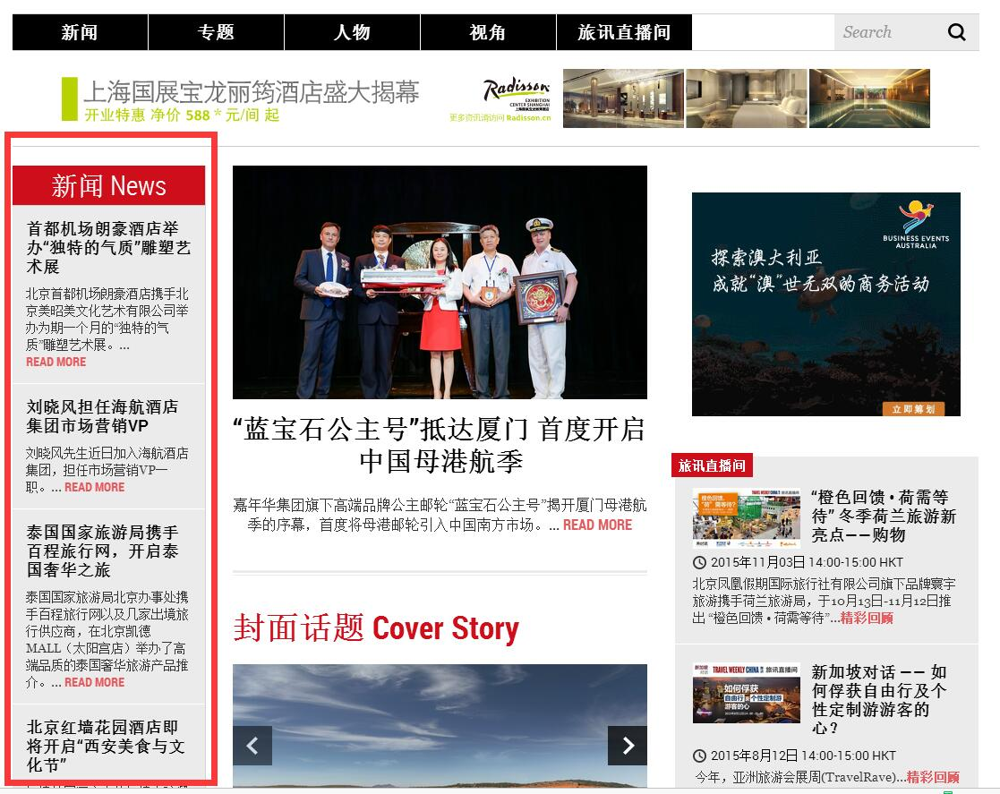 新闻
专题
人物
视角
旅讯直播间
Search
上海国展宝龙丽筠酒店盛大揭幕
开业特惠 净价 588 * 元/间 起
Radisson
EXHIBITION
CENTER SHANGHAI
更多资讯请访问 Radisson.cn
新闻 News
首都机场朗豪酒店举
办“独特的气质”雕塑艺
术展
北京首都机场朗豪酒店携手北
京美昭美文化艺术有限公司举
办为期一个月的“独特的气
质”雕塑艺术展。...
READ MORE
刘晓风担任海航酒店
集团市场营销VP
刘晓风先生近日加入海航酒店
集团，担任市场营销VP一
职。... READ MORE
泰国国家旅游局携手
百程旅行网，开启泰
国奢华之旅
泰国国家旅游局北京办事处携
手百程旅行网以及几家出境旅
行供应商，在北京凯德
MALL（太阳宫店）举办了高
端品质的泰国奢华旅游产品推
介。... READ MORE
北京红墙花园酒店即
将开启“西安美食与文
化节”
“蓝宝石公主号”抵达厦门 首度开启
中国母港航季
嘉年华集团旗下高端品牌公主邮轮“蓝宝石公主号”揭开厦门母港航
季的序幕，首度将母港邮轮引入中国南方市场。... READ MORE
封面话题 Cover Story
BUSINESS EVENTS
AUSTRALIA
探索澳大利亚
成就“澳”世无双的商务活动
立即筹划
旅讯直播间
TRAVEL WEEKLY CHINA 旅讯直播间
橙色回馈，
“荷”需等待？
“橙色回馈 • 荷需等
待” 冬季荷兰旅游新
亮点——购物
2015年11月03日 14:00-15:00 HKT
北京凤凰假期国际旅行社有限公司旗下品牌寰宇
旅游携手荷兰旅游局，于10月13日-11月12日推
出 “橙色回馈 • 荷需等待”...精彩回顾
新加坡
对话
TRAVEL WEEKLY CHINA 旅讯直播间
如何俘获
自由行及个性定制游
游客的心
新加坡对话 —— 如
何俘获自由行及个
性定制游游客的
心？
2015年8月12日 14:00-15:00 HKT
今年，亚洲旅游会展周(TravelRave)...精彩回顾